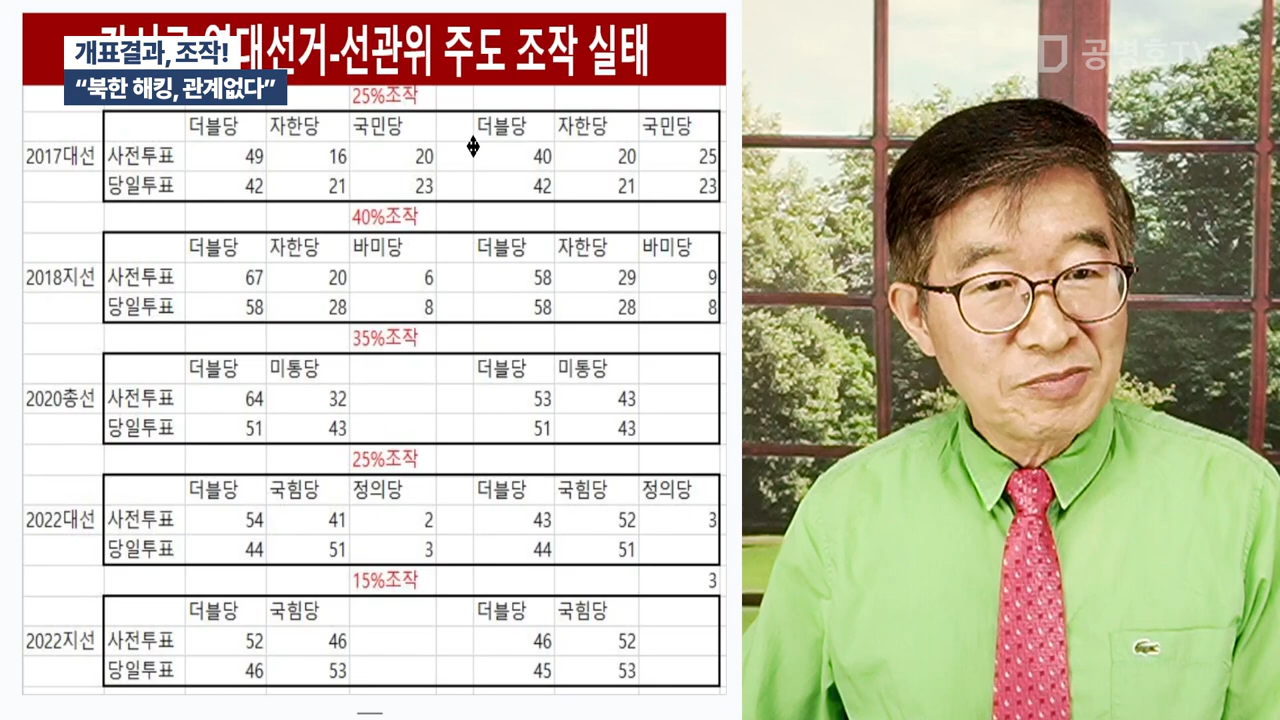 대선거-선관위 주도 조작 실태
개표결과, 조작!
“북한 해킹, 관계없다”
공병호TV
25%조작
더블당 자한당 국민당 더블당 자한당 국민당
2017대선 사전투표 49 16 20 40 20 25
당일투표 42 21 23 42 21 23
40%조작
더블당 자한당 바미당 더블당 자한당 바미당
2018지선 사전투표 67 20 6 58 29 9
당일투표 58 28 8 58 28 8
35%조작
더블당 미통당 더블당 미통당
2020총선 사전투표 64 32 53 43
당일투표 51 43 51 43
25%조작
더블당 국힘당 정의당 더블당 국힘당 정의당
2022대선 사전투표 54 41 2 43 52 3
당일투표 44 51 3 44 51
15%조작 3
더블당 국힘당 더블당 국힘당
2022지선 사전투표 52 46 46 52
당일투표 46 53 45 53